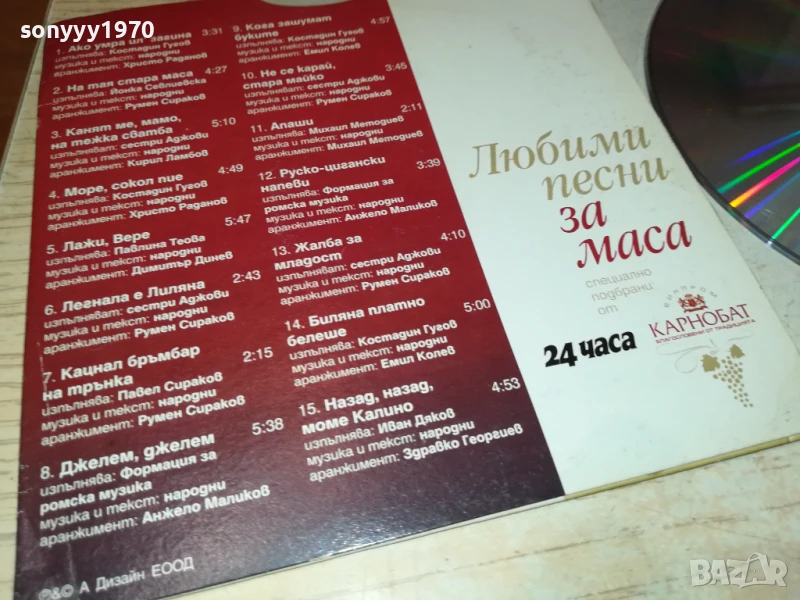 sonyyy1970
1. Ако умра ил загина 3:31
изпълнява: Костадин Гугов
музика и текст: народни
аранжимент: Христо Раданов
2. На тая стара маса 4:27
изпълнява: Йонка Севлиевска
музика и текст: народни
аранжимент: Румен Сираков
3. Канят ме, мамо,
на тежка сватба 5:10
изпълняват: сестри Аджови
музика и текст: народни
аранжимент: Кирил Ламбов
4. Море, сокол пие 4:49
изпълнява: Костадин Гугов
музика и текст: народни
аранжимент: Христо Раданов
5. Лажи, Вере 5:47
изпълнява: Павлина Теова
музика и текст: народни
аранжимент: Димитър Динев
6. Легнала е Лиляна 2:43
изпълняват: сестри Аджови
музика и текст: народни
аранжимент: Румен Сираков
7. Кацнал бръмбар
на трънка 2:15
изпълнява: Павел Сираков
музика и текст: народни
аранжимент: Румен Сираков
8. Джелем, джелем 5:38
изпълнява: Формация за
ромска музика
музика и текст: народни
аранжимент: Анжело Маликов
℗&© А Дизайн ЕООД
9. Кога зашумат 4:57
буките
изпълнява: Костадин Гугов
музика и текст: народни
аранжимент: Емил Колев
10. Не се карай,
стара майко 3:45
изпълняват: сестри Аджови
музика и текст: народни
аранжимент: Румен Сираков
11. Апаши 2:11
изпълнява: Михаил Методиев
музика и текст: народни
аранжимент: Михаил Методиев
12. Руско-цигански
напеви 3:39
изпълнява: Формация за
ромска музика
музика и текст: народни
аранжимент: Анжело Маликов
13. Жалба за
младост 4:10
изпълняват: сестри Аджови
музика и текст: народни
аранжимент: Румен Сираков
14. Биляна платно
белеше 5:00
изпълнява: Костадин Гугов
музика и текст: народни
аранжимент: Емил Колев
15. Назад, назад,
моме Калино 4:53
изпълнява: Иван Дяков
музика и текст: народни
аранжимент: Здравко Георгиев
Любими
песни
за
маса
специално
подбрани
от
24 часа
ВИНПРОМ
КАРНОБАТ
БЛАГОСЛОВЕНИ ОТ ТРАДИЦИЯТА
BAZAR